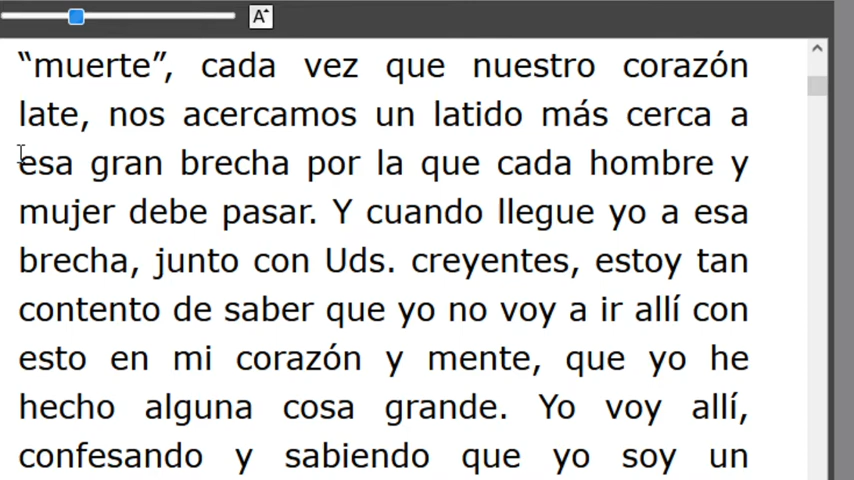 A
“muerte”, cada vez que nuestro corazón
late, nos acercamos un latido más cerca a
esa gran brecha por la que cada hombre y
mujer debe pasar. Y cuando llegue yo a esa
brecha, junto con Uds. creyentes, estoy tan
contento de saber que yo no voy a ir allí con
esto en mi corazón y mente, que yo he
hecho alguna cosa grande. Yo voy allí,
confesando y sabiendo que yo soy un